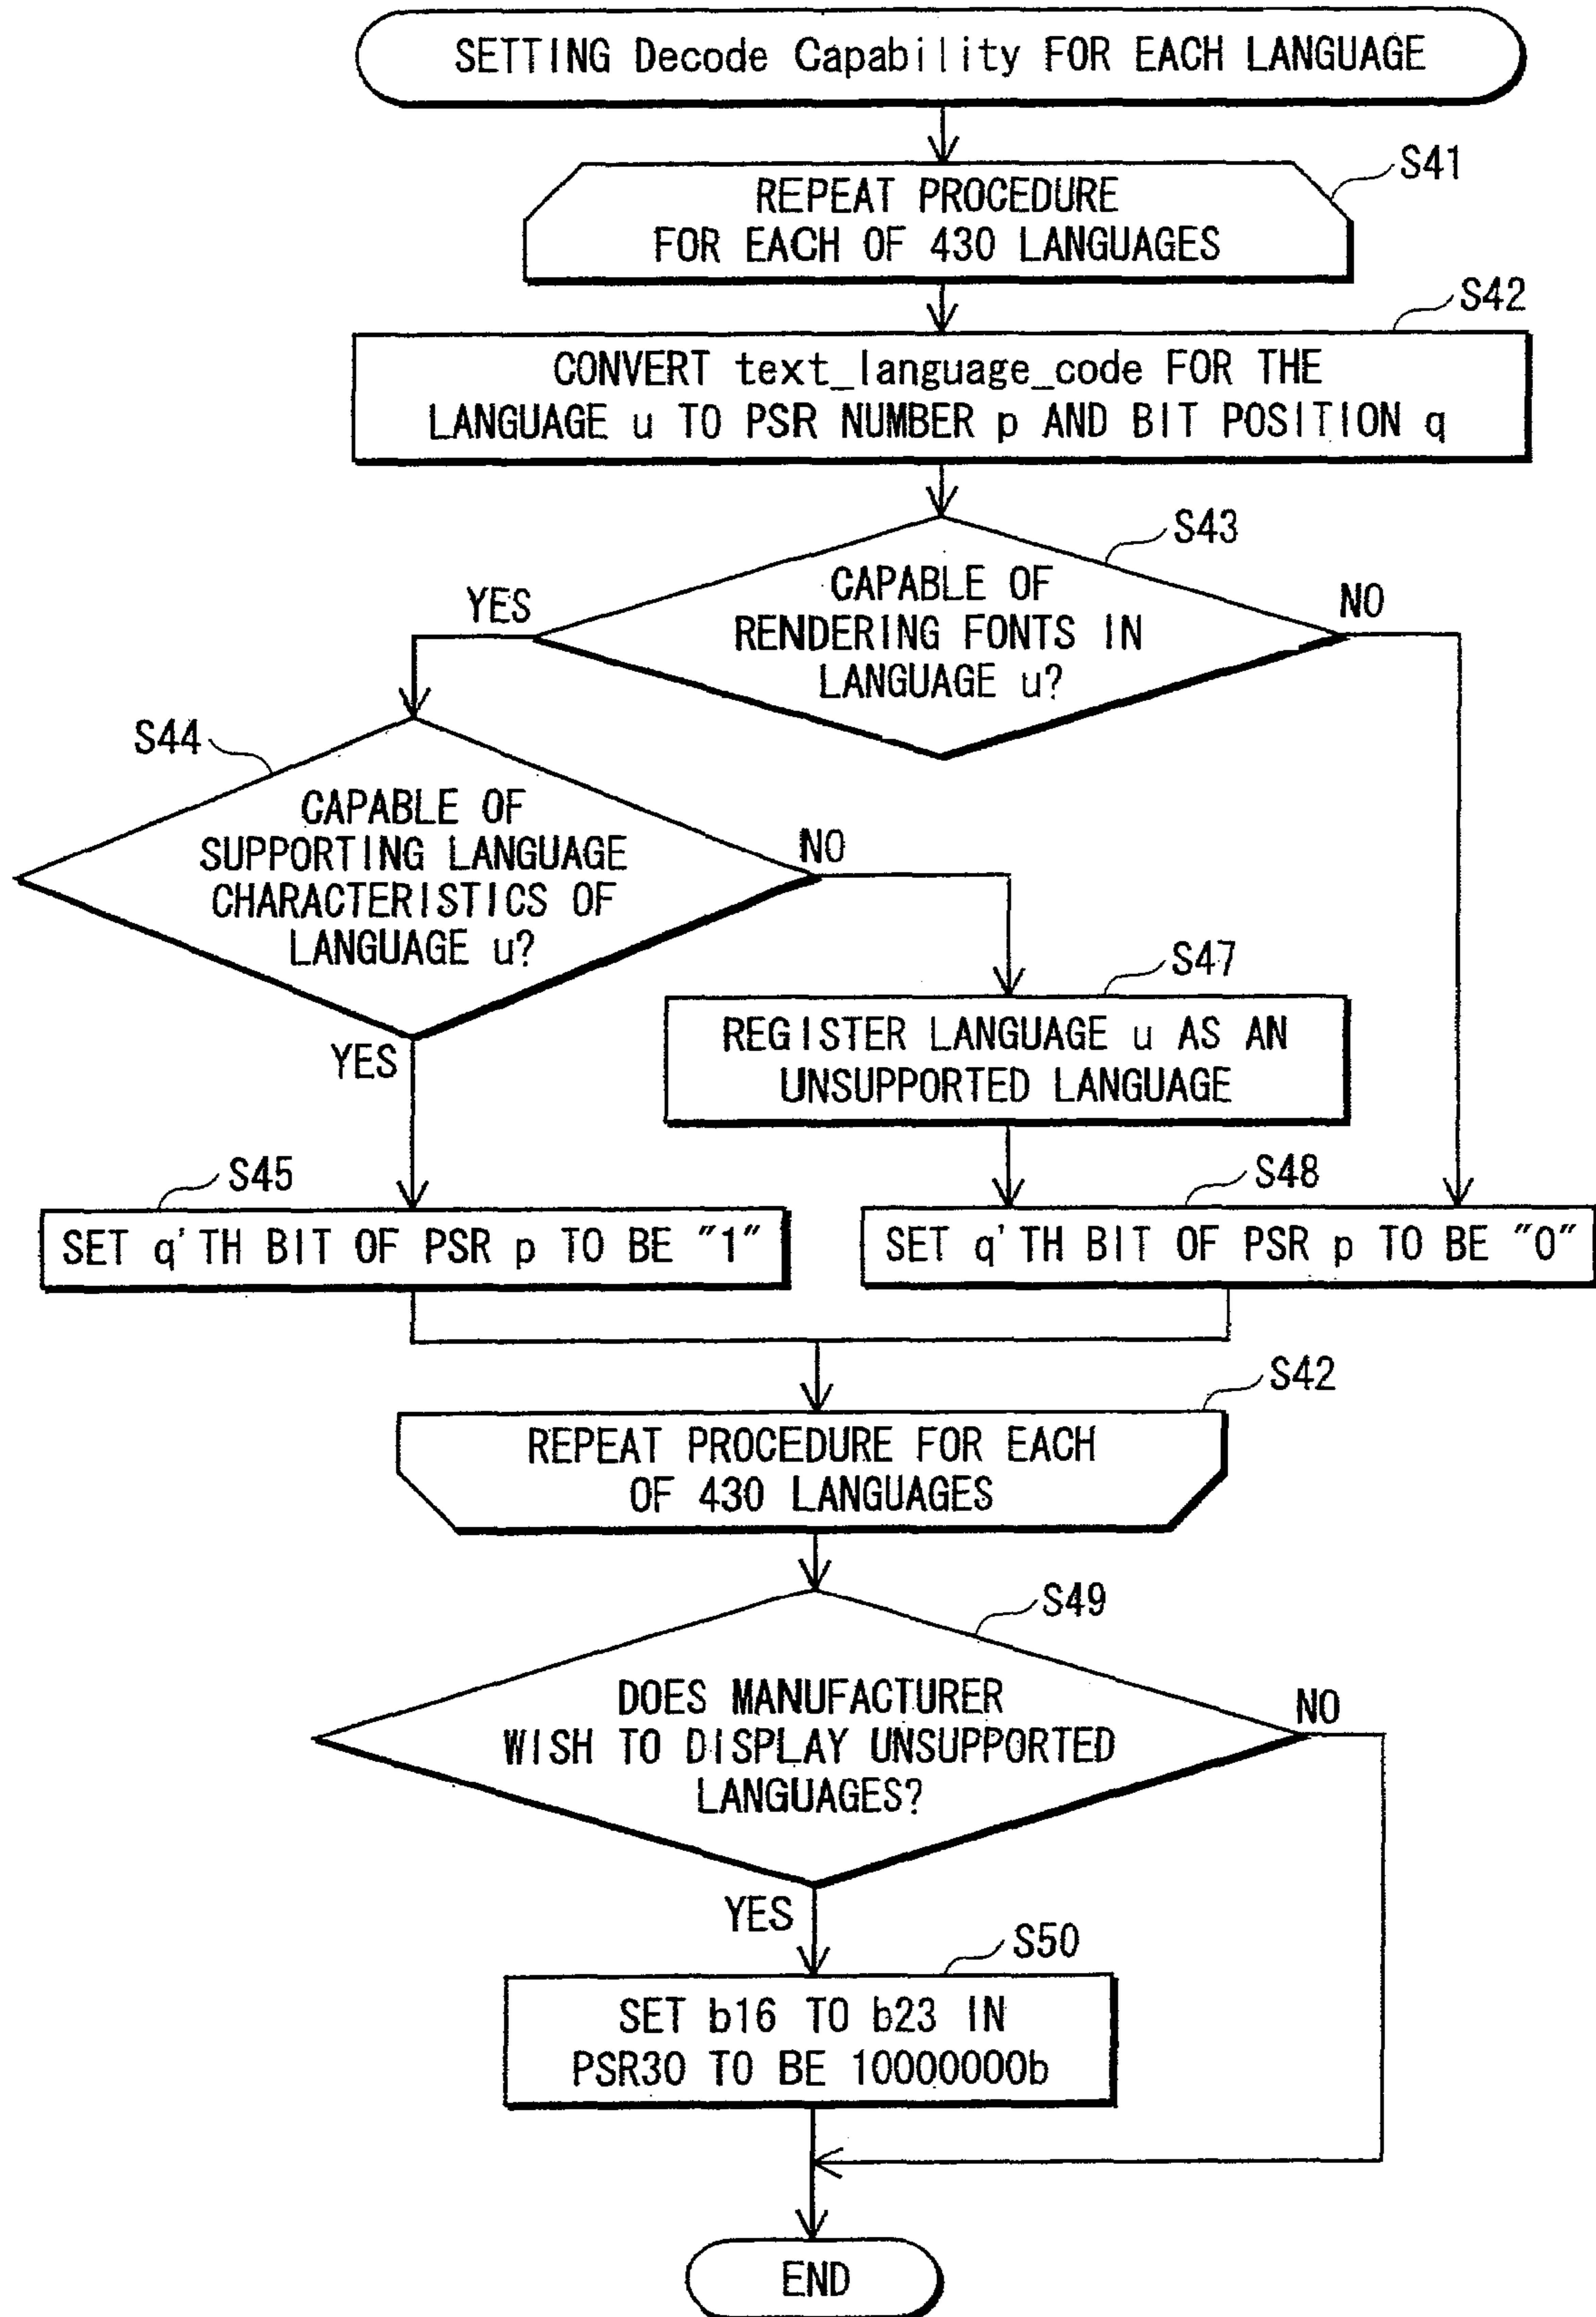 SETTING Decode Capability FOR EACH LANGUAGE
S41
REPEAT PROCEDURE
FOR EACH OF 430 LANGUAGES
S42
CONVERT text_language_code FOR THE
LANGUAGE u TO PSR NUMBER p AND BIT POSITION q
S43
CAPABLE OF
RENDERING FONTS IN
LANGUAGE u?
YES
NO
S44
CAPABLE OF
SUPPORTING LANGUAGE
CHARACTERISTICS OF
LANGUAGE u?
NO
YES
S47
REGISTER LANGUAGE u AS AN
UNSUPPORTED LANGUAGE
S45
SET q'TH BIT OF PSR p TO BE "1"
S48
SET q'TH BIT OF PSR p TO BE "0"
S42
REPEAT PROCEDURE FOR EACH
OF 430 LANGUAGES
S49
DOES MANUFACTURER
WISH TO DISPLAY UNSUPPORTED
LANGUAGES?
NO
YES
S50
SET b16 TO b23 IN
PSR30 TO BE 10000000b
END